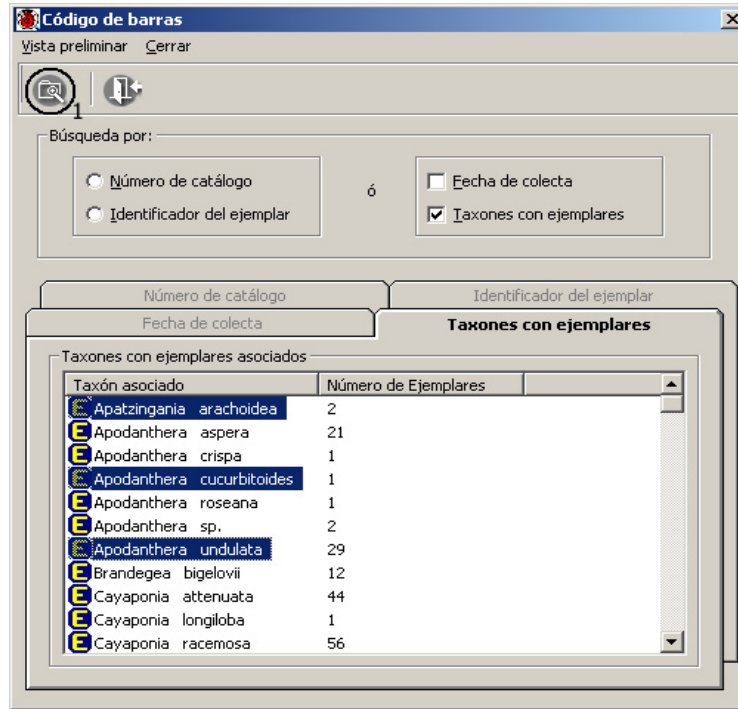 Código de barras
Vista preliminar Cerrar
1
Búsqueda por:
Número de catálogo
Identificador del ejemplar
ó
Fecha de colecta
Taxones con ejemplares
Número de catálogo Identificador del ejemplar
Fecha de colecta Taxones con ejemplares
Taxones con ejemplares asociados
Taxón asociado Número de Ejemplares
E Apatzingania arachoidea 2
E Apodanthera aspera 21
E Apodanthera crispa 1
E Apodanthera cucurbitoides 1
E Apodanthera roseana 1
E Apodanthera sp. 2
E Apodanthera undulata 29
E Brandegea bigelovii 12
E Cayaponia attenuata 44
E Cayaponia longiloba 1
E Cayaponia racemosa 56